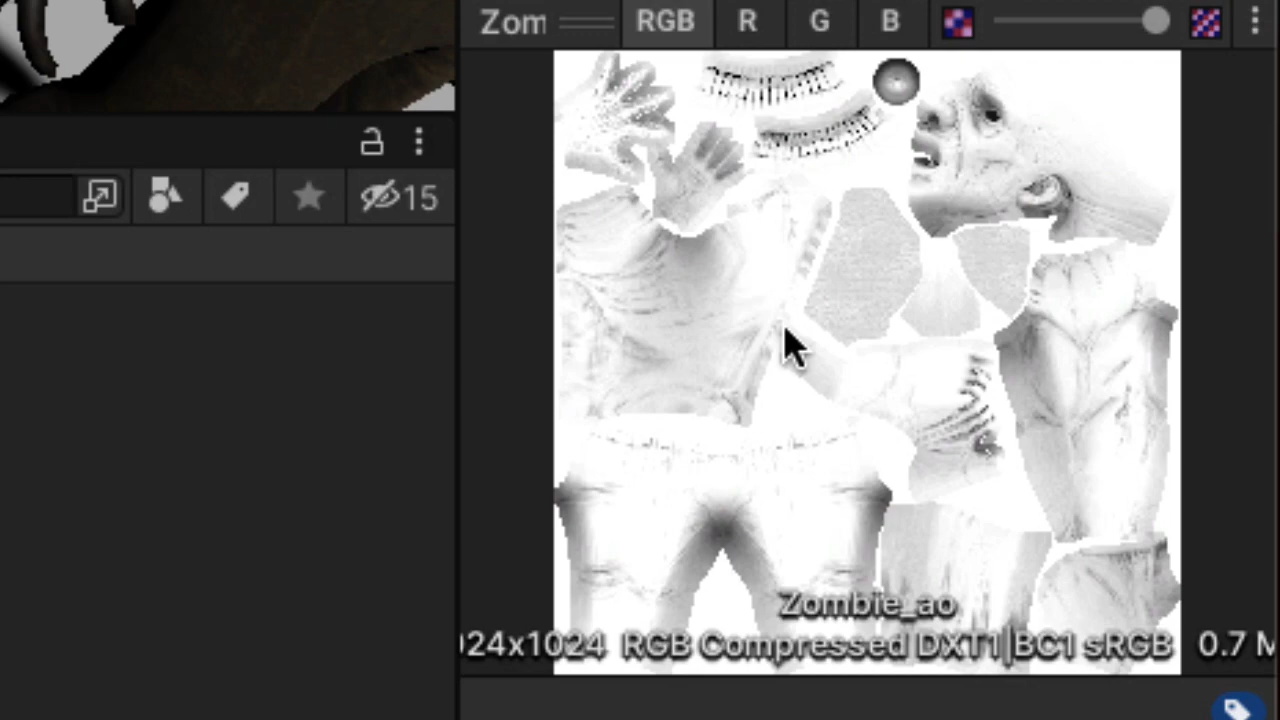 Zom
RGB R G B
15
Zombie_ao
24x1024 RGB Compressed DXT1|BC1 sRGB 0.7 M